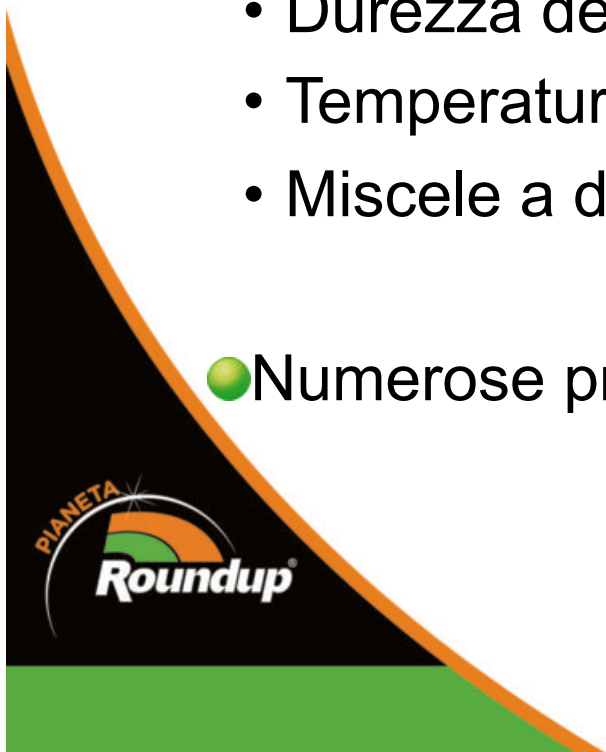 • Durezza de
• Temperatur
• Miscele a d
Numerose pr
PIANETA
Roundup®